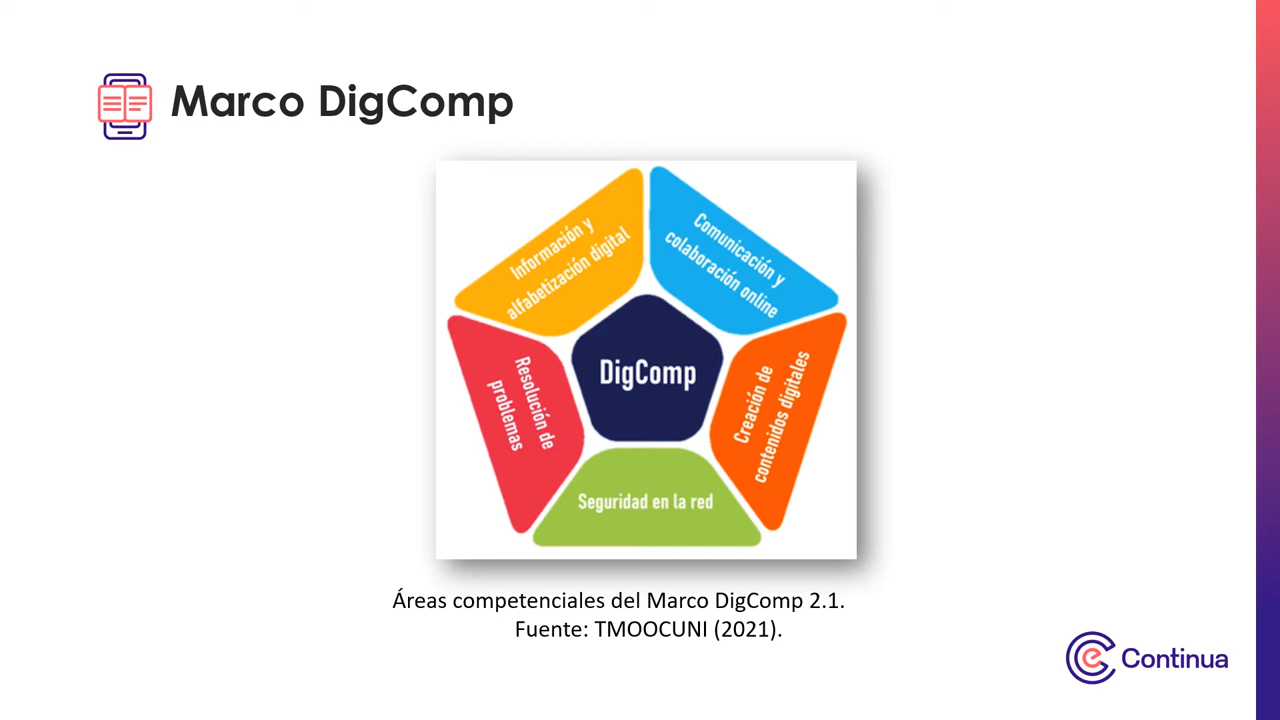 Marco DigComp
Información y
alfabetización digital
Comunicación y
colaboración online
Resolución de
problemas
DigComp
Creación de
contenidos digitales
Seguridad en la red
Áreas competenciales del Marco DigComp 2.1.
Fuente: TMOOCUNI (2021).
e Continua